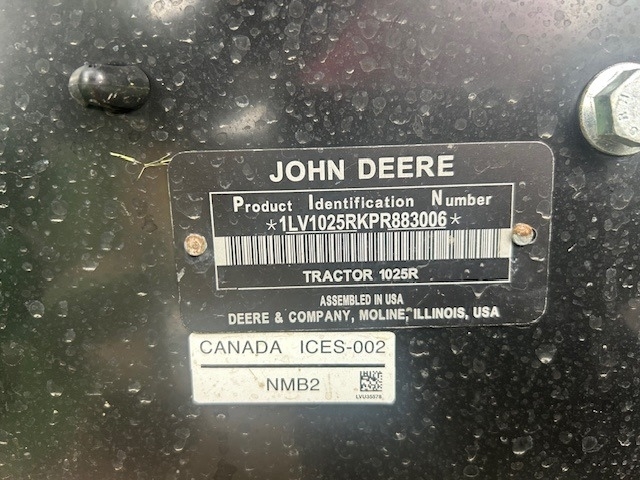 JOHN DEERE
Product Identification Number
*1LV1025RKPR883006*
TRACTOR 1025R
ASSEMBLED IN USA
DEERE & COMPANY, MOLINE, ILLINOIS, USA
CANADA ICES-002
NMB2